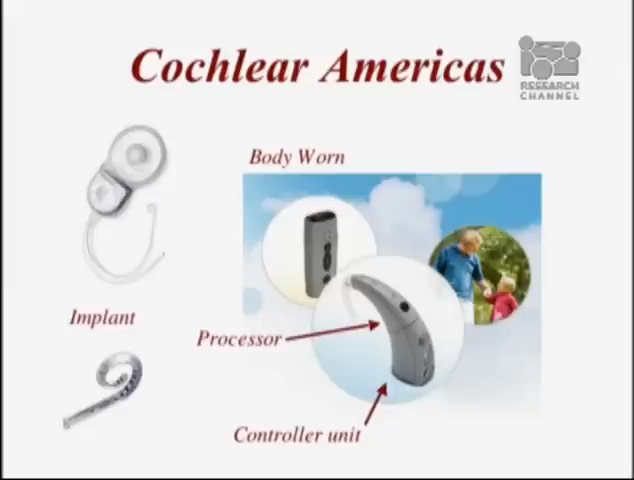 Cochlear Americas
RESEARCH
CHANNEL
Body Worn
Implant
Processor
Controller unit